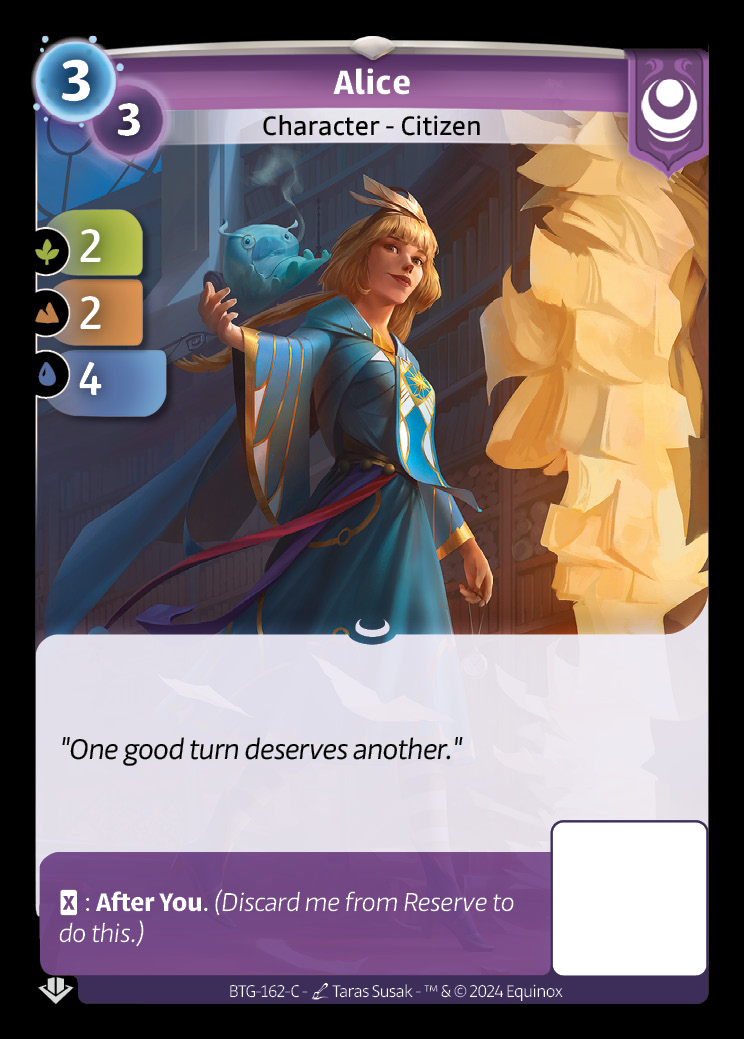 3
Alice
3
Character - Citizen
2
2
4
"One good turn deserves another."
X : After You. (Discard me from Reserve to
do this.)
BTG-162-C - Taras Susak - ™ & © 2024 Equinox